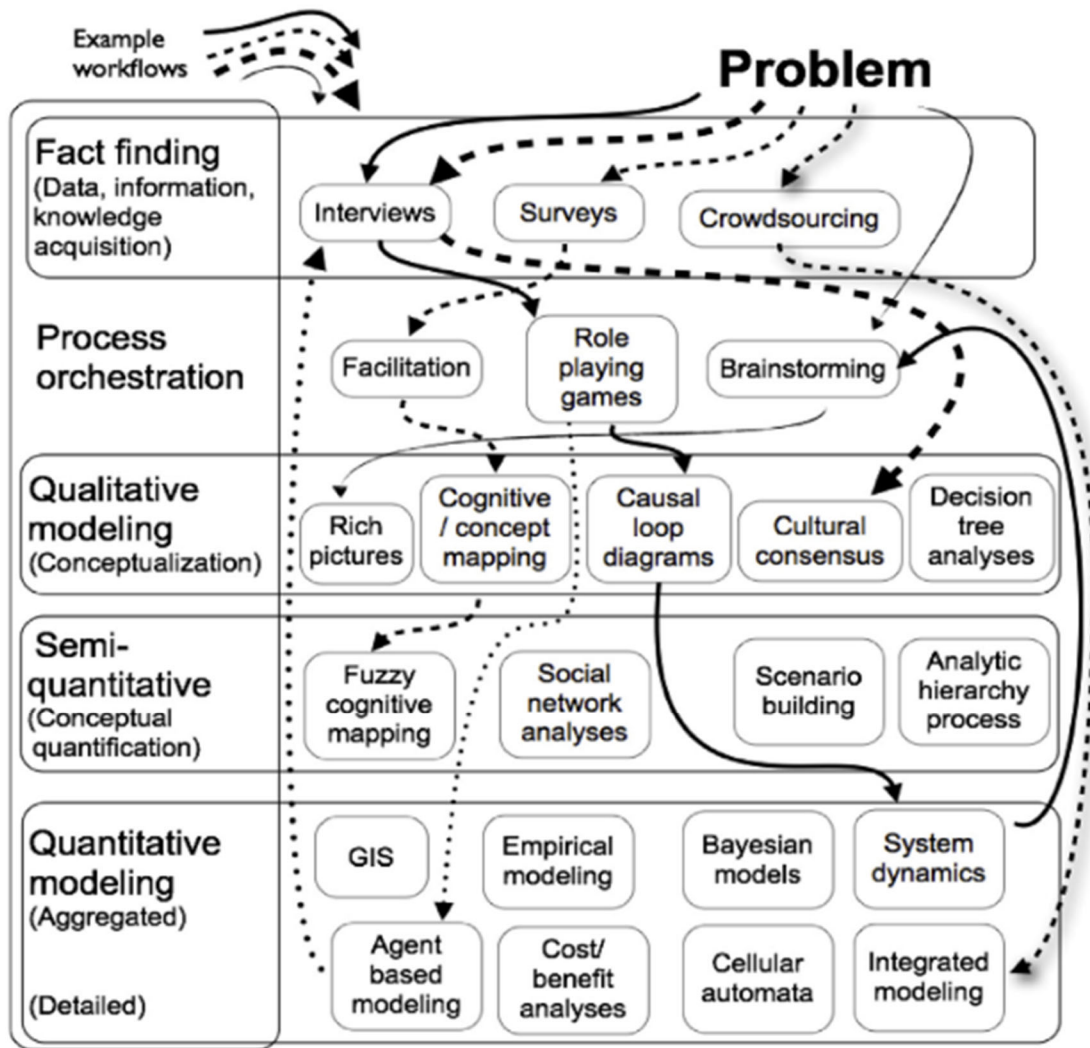 Example
workflows
Problem
Fact finding
(Data, information,
knowledge
acquisition)
Interviews
Surveys
Crowdsourcing
Process
orchestration
Facilitation
Role
playing
games
Brainstorming
Qualitative
modeling
(Conceptualization)
Rich
pictures
Cognitive
/ concept
mapping
Causal
loop
diagrams
Cultural
consensus
Decision
tree
analyses
Semi-
quantitative
(Conceptual
quantification)
Fuzzy
cognitive
mapping
Social
network
analyses
Scenario
building
Analytic
hierarchy
process
Quantitative
modeling
(Aggregated)
(Detailed)
GIS
Empirical
modeling
Bayesian
models
System
dynamics
Agent
based
modeling
Cost/
benefit
analyses
Cellular
automata
Integrated
modeling